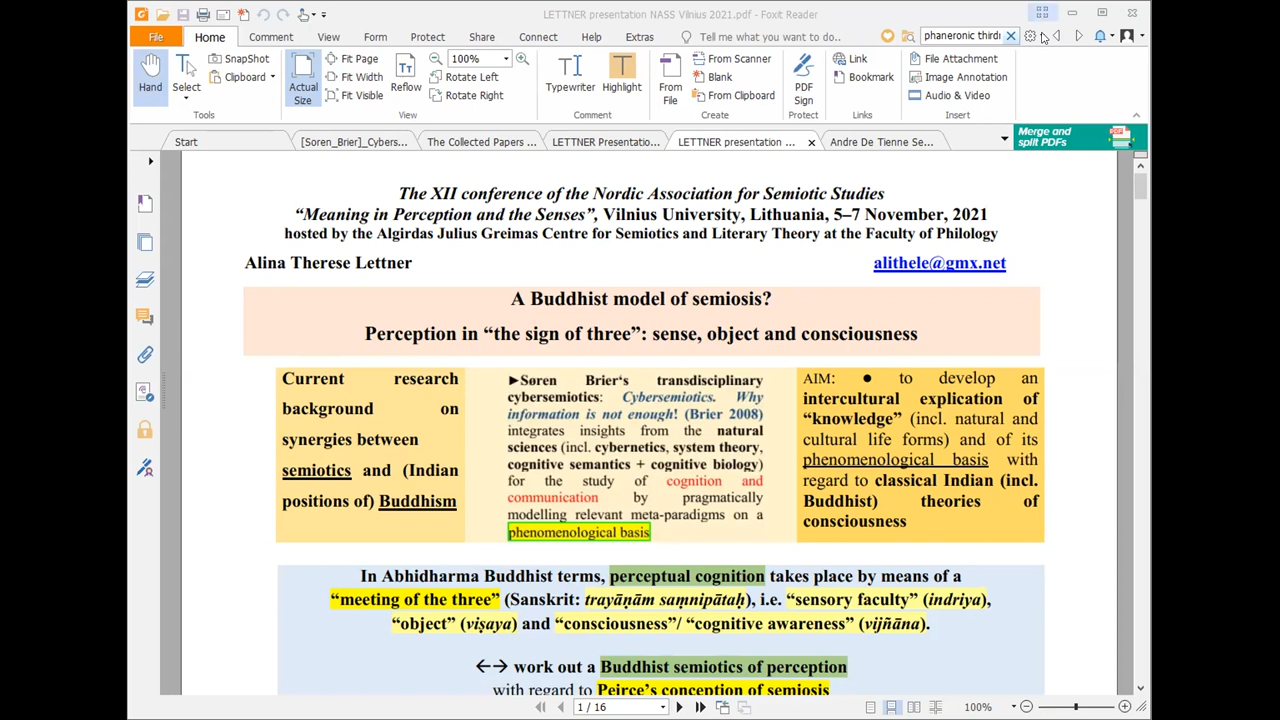 LETTNER presentation NASS Vilnius 2021.pdf - Foxit Reader
File Home Comment View Form Protect Share Connect Help Extras Tell me what you want to do.. phaneronic third
Hand
Select
SnapShot
Clipboard
Tools
Actual Size
Fit Page
Fit Width
Fit Visible
Reflow
100%
Rotate Left
Rotate Right
View
Typewriter
Highlight
Comment
From File
From Scanner
Blank
From Clipboard
Create
PDF Sign
Protect
Link
Bookmark
Links
File Attachment
Image Annotation
Audio & Video
Insert
Start [Soren_Brier]_Cybers... The Collected Papers ... LETTNER Presentatio... LETTNER presentation ... Andre De Tienne Se...
Merge and
split PDFs
The XII conference of the Nordic Association for Semiotic Studies
“Meaning in Perception and the Senses”, Vilnius University, Lithuania, 5–7 November, 2021
hosted by the Algirdas Julius Greimas Centre for Semiotics and Literary Theory at the Faculty of Philology
Alina Therese Lettner alithele@gmx.net
A Buddhist model of semiosis?
Perception in “the sign of three”: sense, object and consciousness
Current research
background on
synergies between
semiotics and (Indian
positions of) Buddhism
►Søren Brier‘s transdisciplinary
cybersemiotics: Cybersemiotics. Why
information is not enough! (Brier 2008)
integrates insights from the natural
sciences (incl. cybernetics, system theory,
cognitive semantics + cognitive biology)
for the study of cognition and
communication by pragmatically
modelling relevant meta-paradigms on a
phenomenological basis
AIM: ● to develop an
intercultural explication of
“knowledge” (incl. natural and
cultural life forms) and of its
phenomenological basis with
regard to classical Indian (incl.
Buddhist) theories of
consciousness
In Abhidharma Buddhist terms, perceptual cognition takes place by means of a
“meeting of the three” (Sanskrit: trayāṇām saṃnipātaḥ), i.e. “sensory faculty” (indriya),
“object” (viṣaya) and “consciousness”/ “cognitive awareness” (vijñāna).
←→ work out a Buddhist semiotics of perception
with regard to Peirce’s conception of semiosis
1 / 16 100%